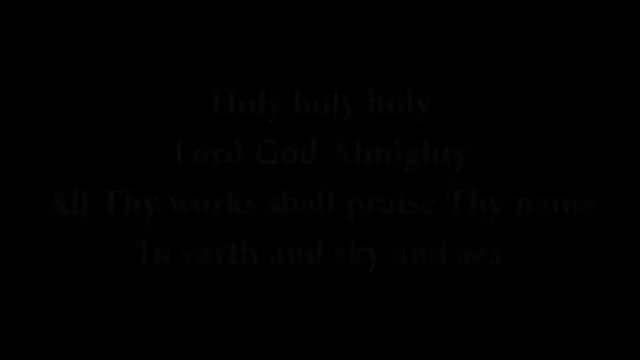 Holy holy holy
Lord God Almighty
All Thy works shall praise Thy name
In earth and sky and sea